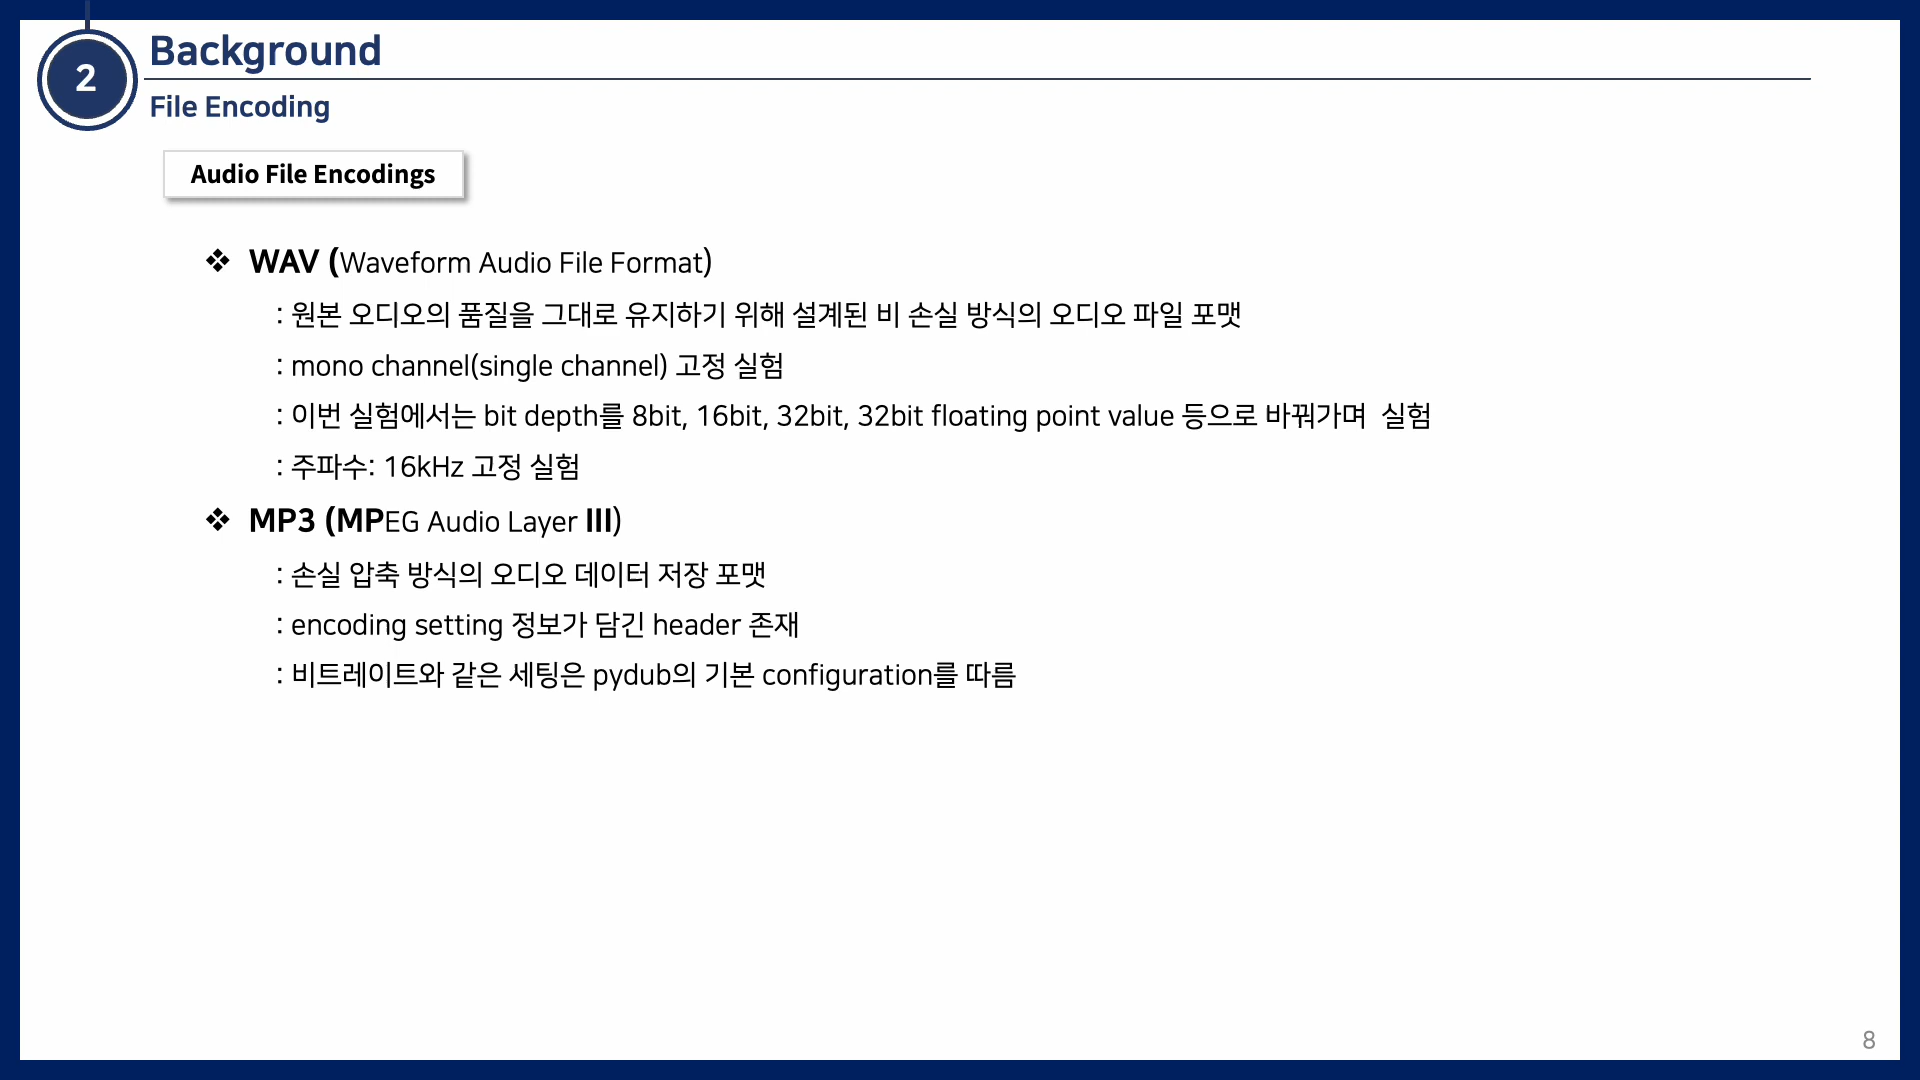 2
Background
File Encoding
Audio File Encodings
❖ WAV (Waveform Audio File Format)
: 원본 오디오의 품질을 그대로 유지하기 위해 설계된 비 손실 방식의 오디오 파일 포맷
: mono channel(single channel) 고정 실험
: 이번 실험에서는 bit depth를 8bit, 16bit, 32bit, 32bit floating point value 등으로 바꿔가며 실험
: 주파수: 16kHz 고정 실험
❖ MP3 (MPEG Audio Layer III)
: 손실 압축 방식의 오디오 데이터 저장 포맷
: encoding setting 정보가 담긴 header 존재
: 비트레이트와 같은 세팅은 pydub의 기본 configuration를 따름
8